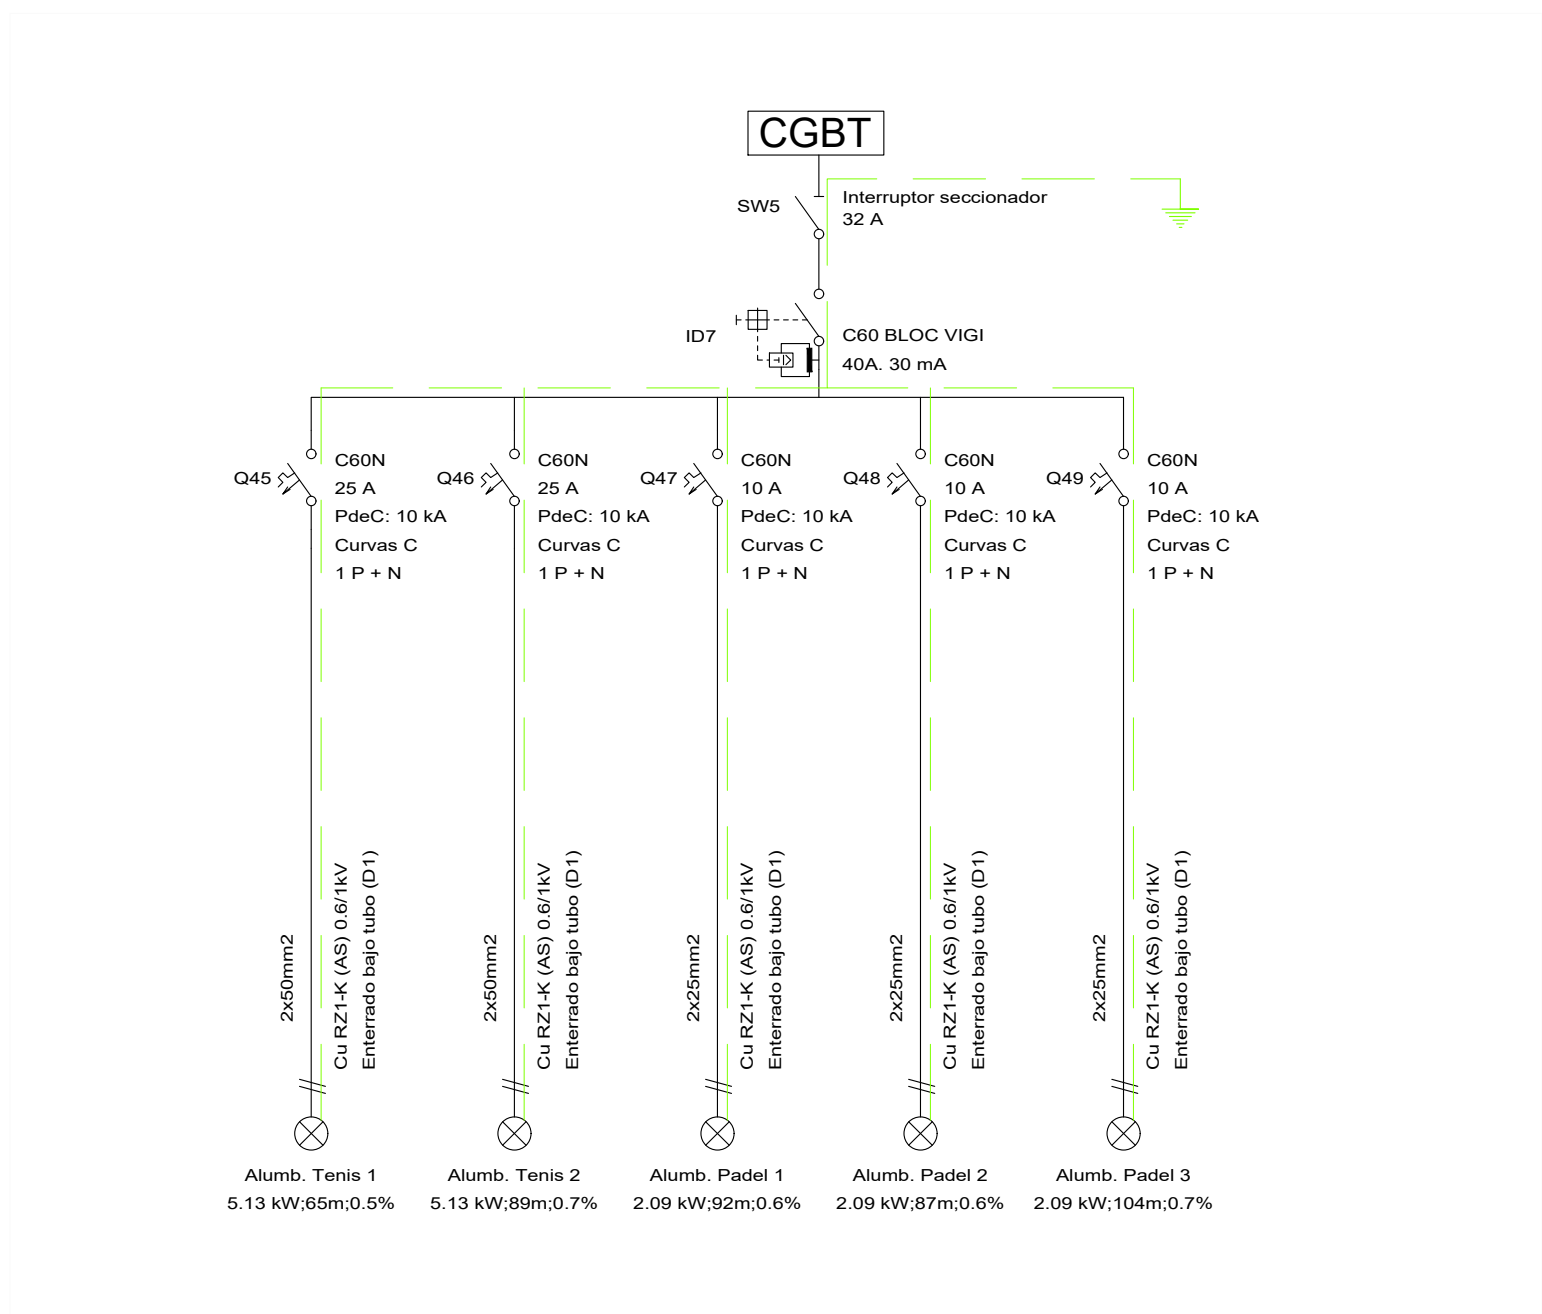 CGBT
SW5
Interruptor seccionador
32 A
ID7
C60 BLOC VIGI
40A. 30 mA
Q45
C60N
25 A
PdeC: 10 kA
Curvas C
1 P + N
Q46
C60N
25 A
PdeC: 10 kA
Curvas C
1 P + N
Q47
C60N
10 A
PdeC: 10 kA
Curvas C
1 P + N
Q48
C60N
10 A
PdeC: 10 kA
Curvas C
1 P + N
Q49
C60N
10 A
PdeC: 10 kA
Curvas C
1 P + N
2x50mm2
Cu RZ1-K (AS) 0.6/1kV
Enterrado bajo tubo (D1)
2x50mm2
Cu RZ1-K (AS) 0.6/1kV
Enterrado bajo tubo (D1)
2x25mm2
Cu RZ1-K (AS) 0.6/1kV
Enterrado bajo tubo (D1)
2x25mm2
Cu RZ1-K (AS) 0.6/1kV
Enterrado bajo tubo (D1)
2x25mm2
Cu RZ1-K (AS) 0.6/1kV
Enterrado bajo tubo (D1)
Alumb. Tenis 1
5.13 kW;65m;0.5%
Alumb. Tenis 2
5.13 kW;89m;0.7%
Alumb. Padel 1
2.09 kW;92m;0.6%
Alumb. Padel 2
2.09 kW;87m;0.6%
Alumb. Padel 3
2.09 kW;104m;0.7%